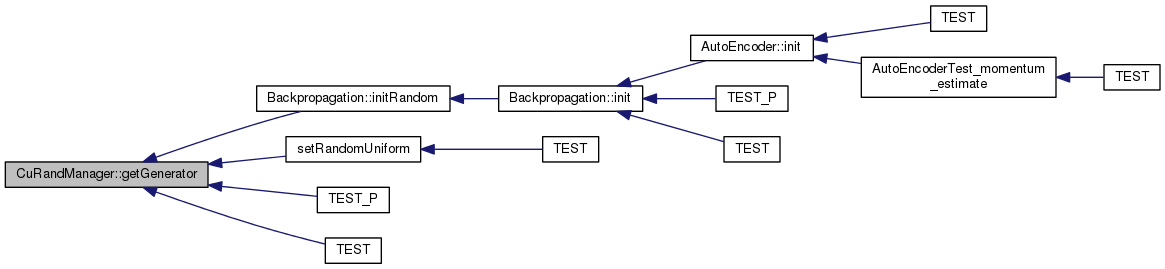 TEST
AutoEncoder::init
AutoEncoderTest_momentum
_estimate
TEST
Backpropagation::initRandom
Backpropagation::init
TEST_P
setRandomUniform
TEST
TEST
CuRandManager::getGenerator
TEST_P
TEST